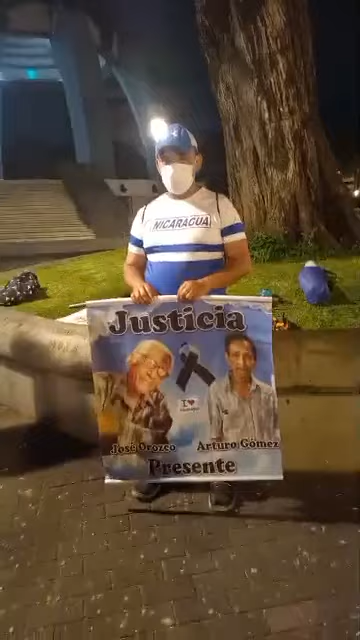 NICARAGUA
Justicia
I ❤
José Orozco
Arturo Gómez
Presente